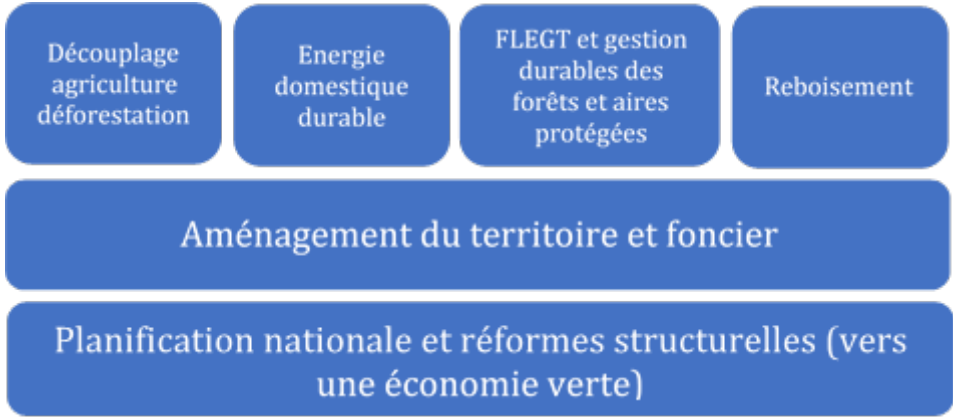 Découplage
agriculture
déforestation
Energie
domestique
durable
FLEGT et gestion
durables des
forêts et aires
protégées
Reboisement
Aménagement du territoire et foncier
Planification nationale et réformes structurelles (vers
une économie verte)